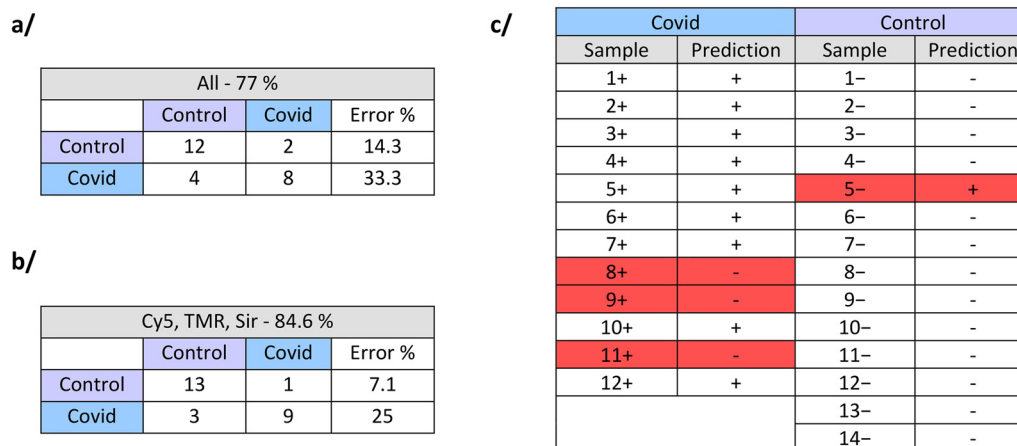 a/
All - 77 %
Control Covid Error %
Control 12 2 14.3
Covid 4 8 33.3
b/
Cy5, TMR, Sir - 84.6 %
Control Covid Error %
Control 13 1 7.1
Covid 3 9 25
c/
Covid Control
Sample Prediction Sample Prediction
1+ + 1− -
2+ + 2− -
3+ + 3− -
4+ + 4− -
5+ + 5− +
6+ + 6− -
7+ + 7− -
8+ - 8− -
9+ - 9− -
10+ + 10− -
11+ - 11− -
12+ + 12− -
13− -
14− -